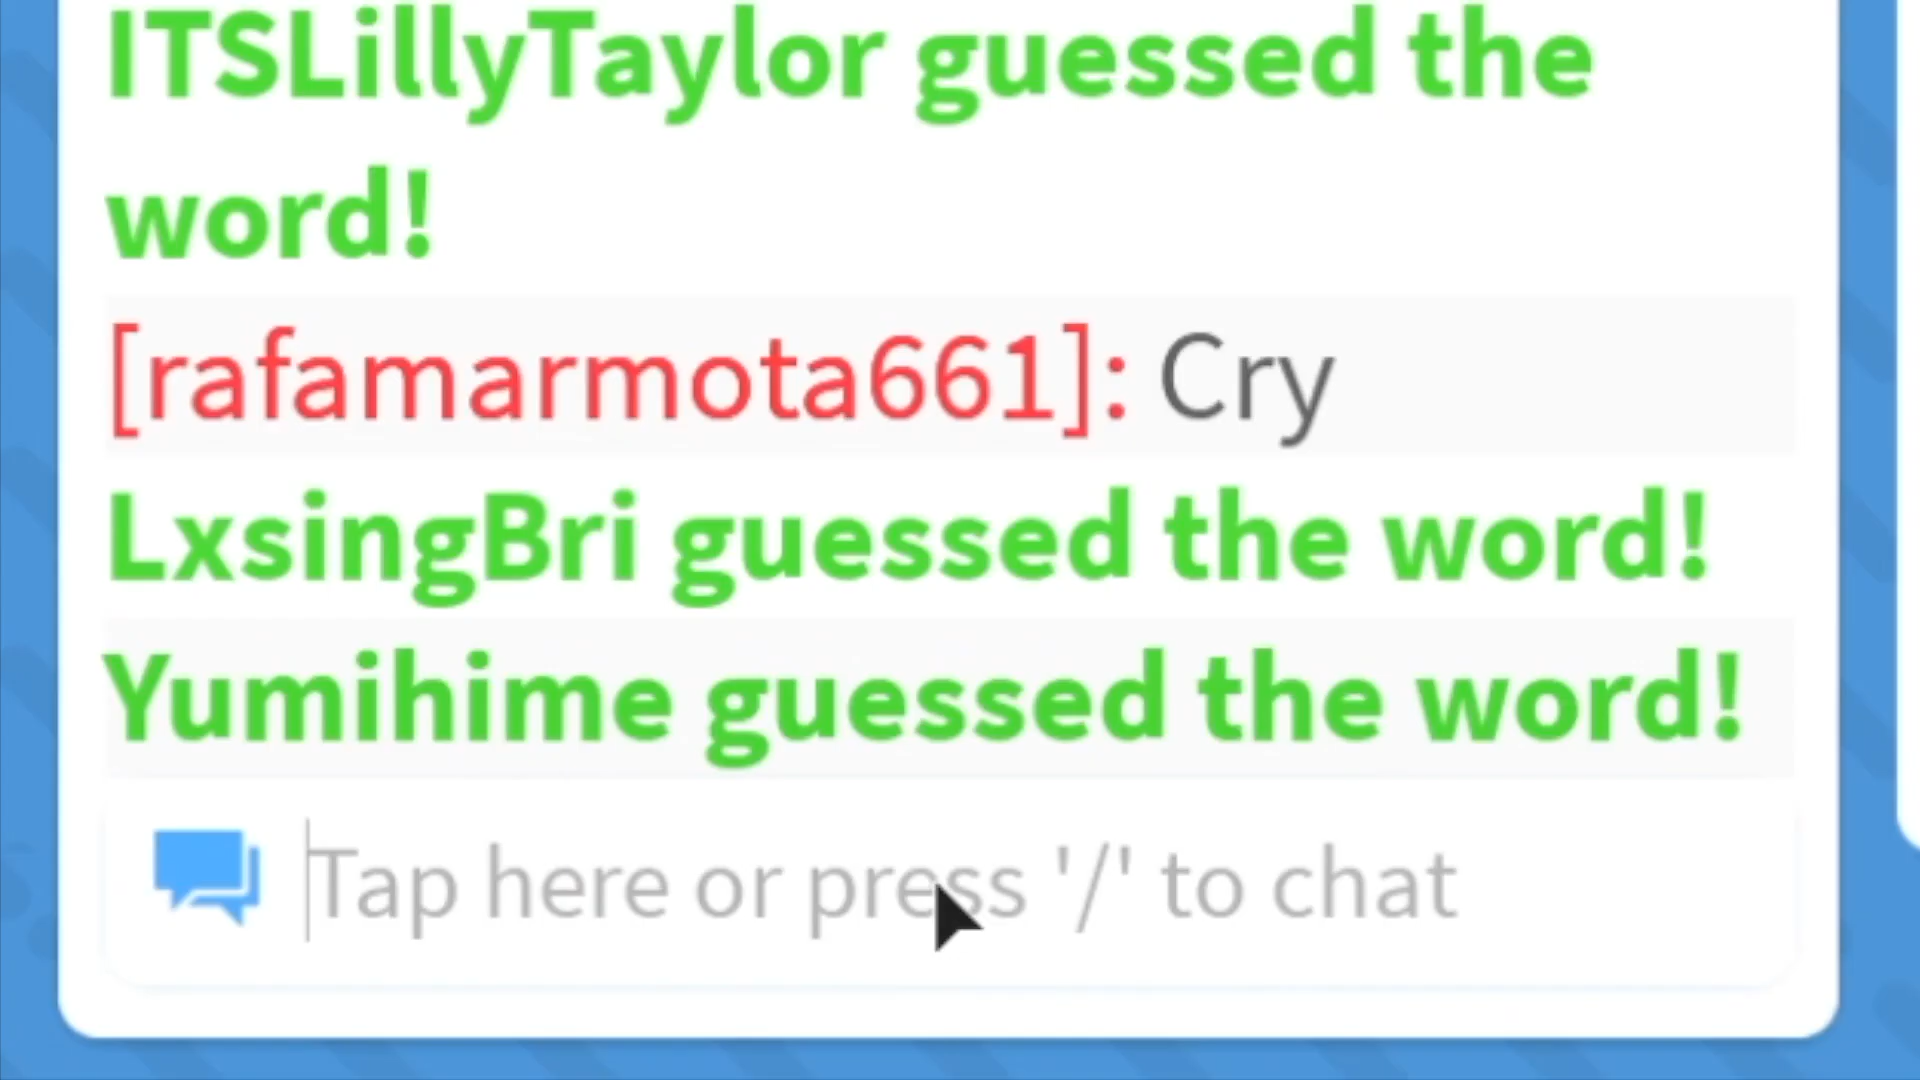 ITSLillyTaylor guessed the
word!
[rafamarmota661]: Cry
LxsingBri guessed the word!
Yumihime guessed the word!
Tap here or press '/' to chat